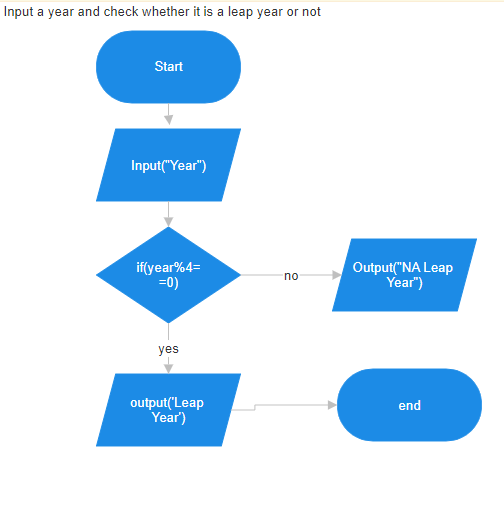 Input a year and check whether it is a leap year or not
Start
Input("Year")
if(year%4=
=0)
no
Output("NA Leap
Year")
yes
output('Leap
Year')
end